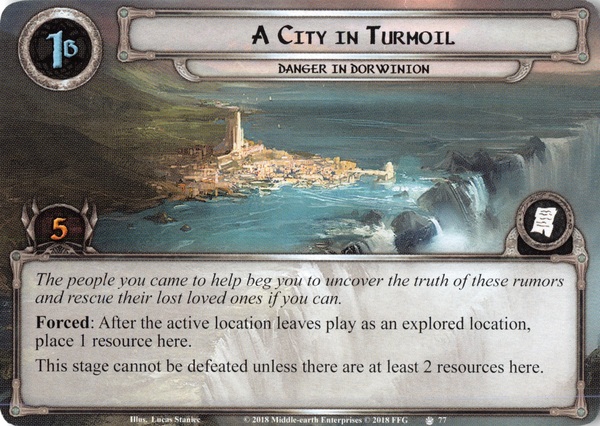 1B
A City in Turmoil
Danger in Dorwinion
5
The people you came to help beg you to uncover the truth of these rumors
and rescue their lost loved ones if you can.
Forced: After the active location leaves play as an explored location,
place 1 resource here.
This stage cannot be defeated unless there are at least 2 resources here.
Illus. Lucas Staniec
© 2018 Middle-earth Enterprises © 2018 FFG
77